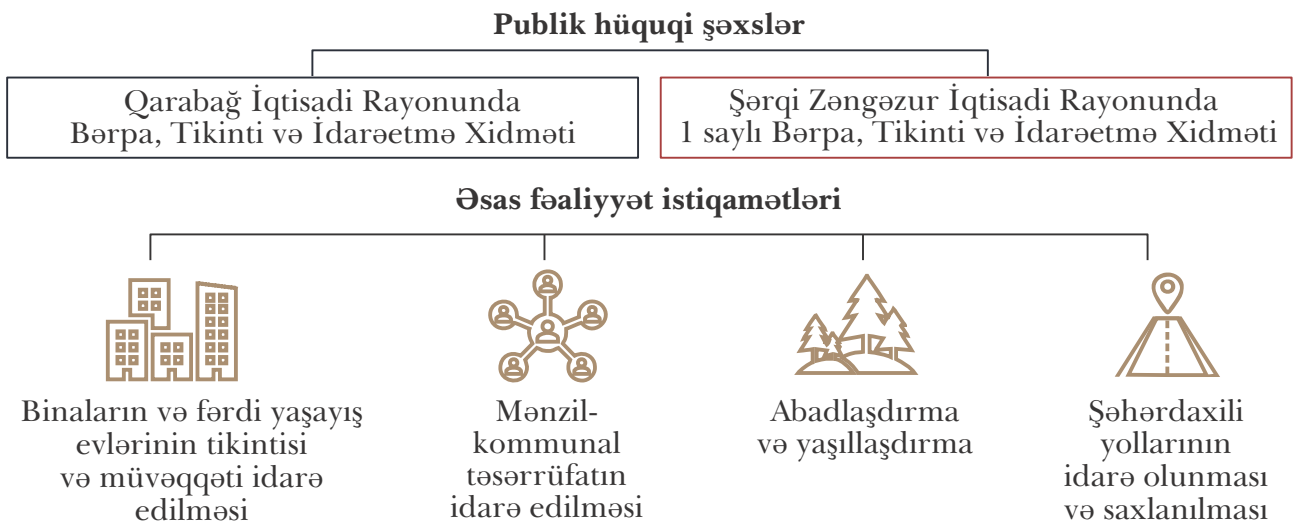 Publik hüquqi şəxslər
Qarabağ İqtisadi Rayonunda
Bərpa, Tikinti və İdarəetmə Xidməti
Şərqi Zəngəzur İqtisadi Rayonunda
1 saylı Bərpa, Tikinti və İdarəetmə Xidməti
Əsas fəaliyyət istiqamətləri
Binaların və fərdi yaşayış
evlərinin tikintisi
və müvəqqəti idarə
edilməsi
Mənzil-
kommunal
təsərrüfatın
idarə edilməsi
Abadlaşdırma
və yaşıllaşdırma
Şəhərdaxili
yollarının
idarə olunması
və saxlanılması